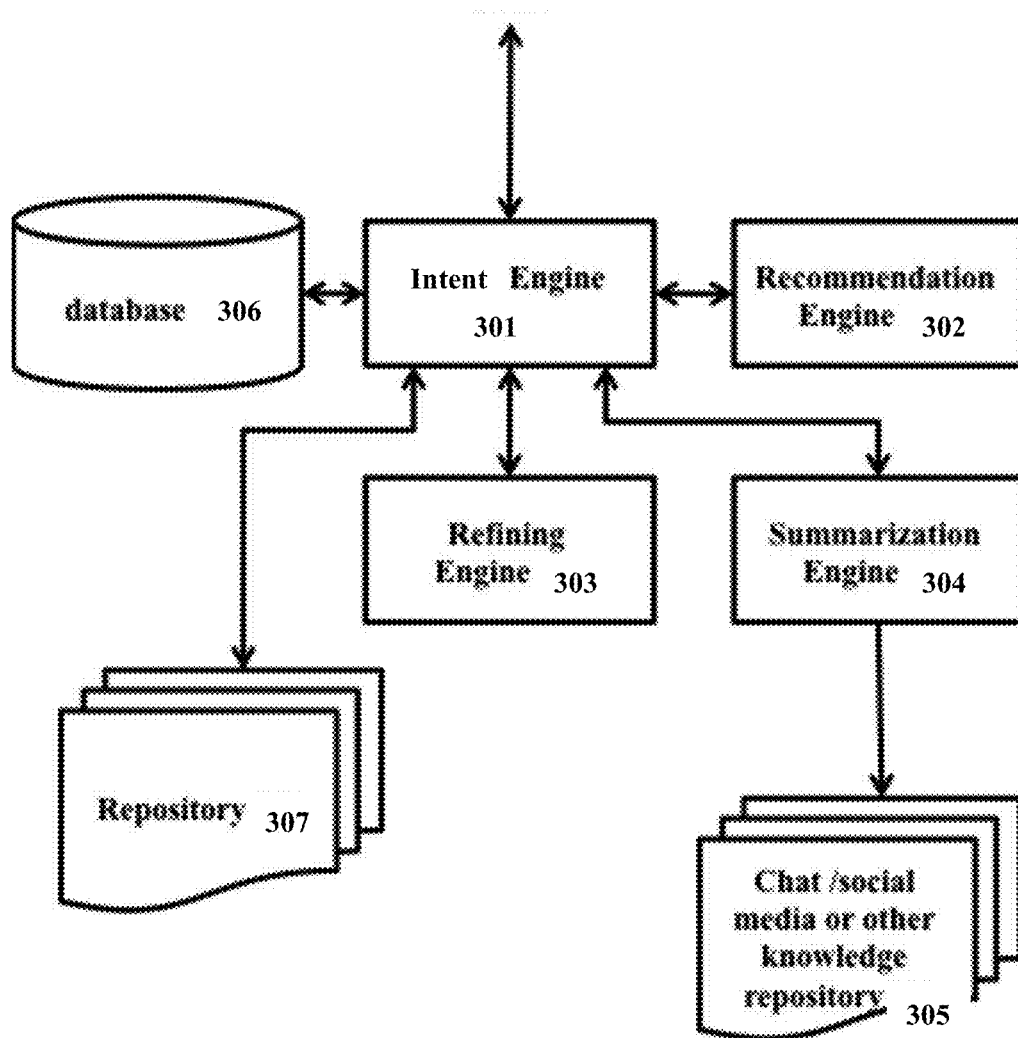 database 306
Intent Engine
301
Recommendation
Engine 302
Refining
Engine 303
Summarization
Engine 304
Repository 307
Chat /social
media or other
knowledge
repository
305